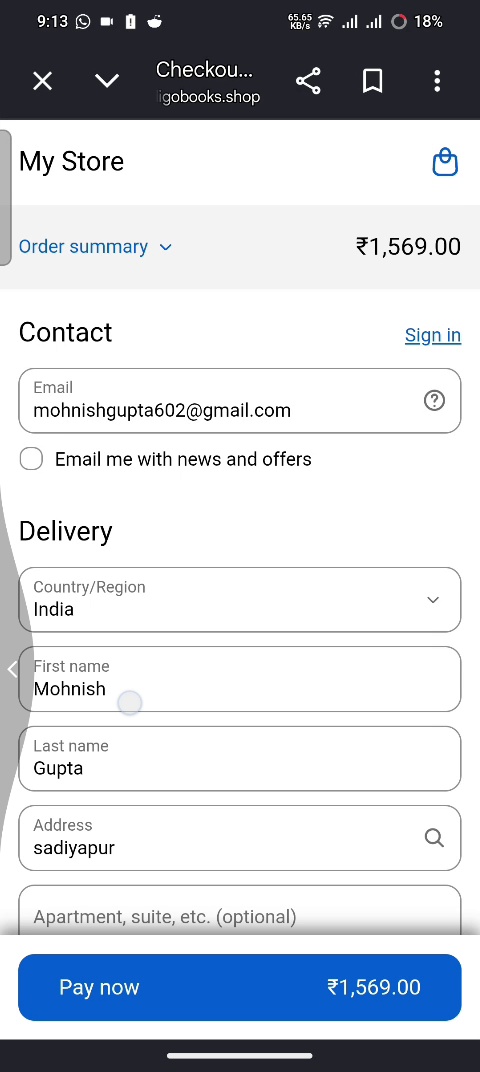 9:13 65.65 KB/s 18%
Checkou...
igobooks.shop
My Store
Order summary ₹1,569.00
Contact Sign in
Email
mohnishgupta602@gmail.com
Email me with news and offers
Delivery
Country/Region
India
First name
Mohnish
Last name
Gupta
Address
sadiyapur
Apartment, suite, etc. (optional)
Pay now ₹1,569.00